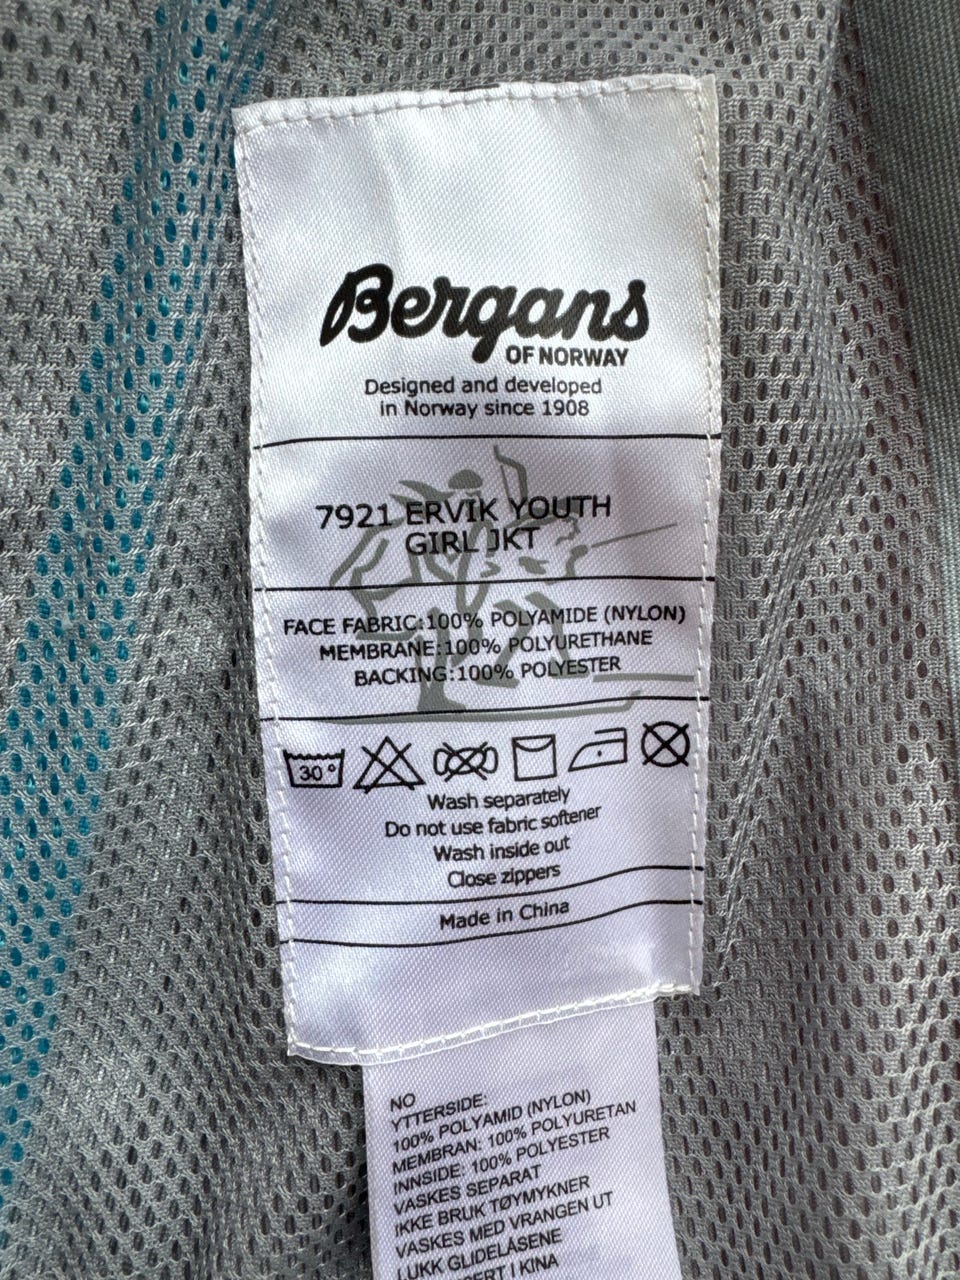 Bergans
OF NORWAY
Designed and developed
in Norway since 1908
7921 ERVIK YOUTH
GIRL JKT
FACE FABRIC:100% POLYAMIDE (NYLON)
MEMBRANE:100% POLYURETHANE
BACKING:100% POLYESTER
30°
Wash separately
Do not use fabric softener
Wash inside out
Close zippers
Made in China
NO
YTTERSIDE:
100% POLYAMID (NYLON)
MEMBRAN: 100% POLYURETAN
INNSIDE: 100% POLYESTER
VASKES SEPARAT
IKKE BRUK TØYMYKNER
VASKES MED VRANGEN UT
LUKK GLIDELÅSENE
I KINA